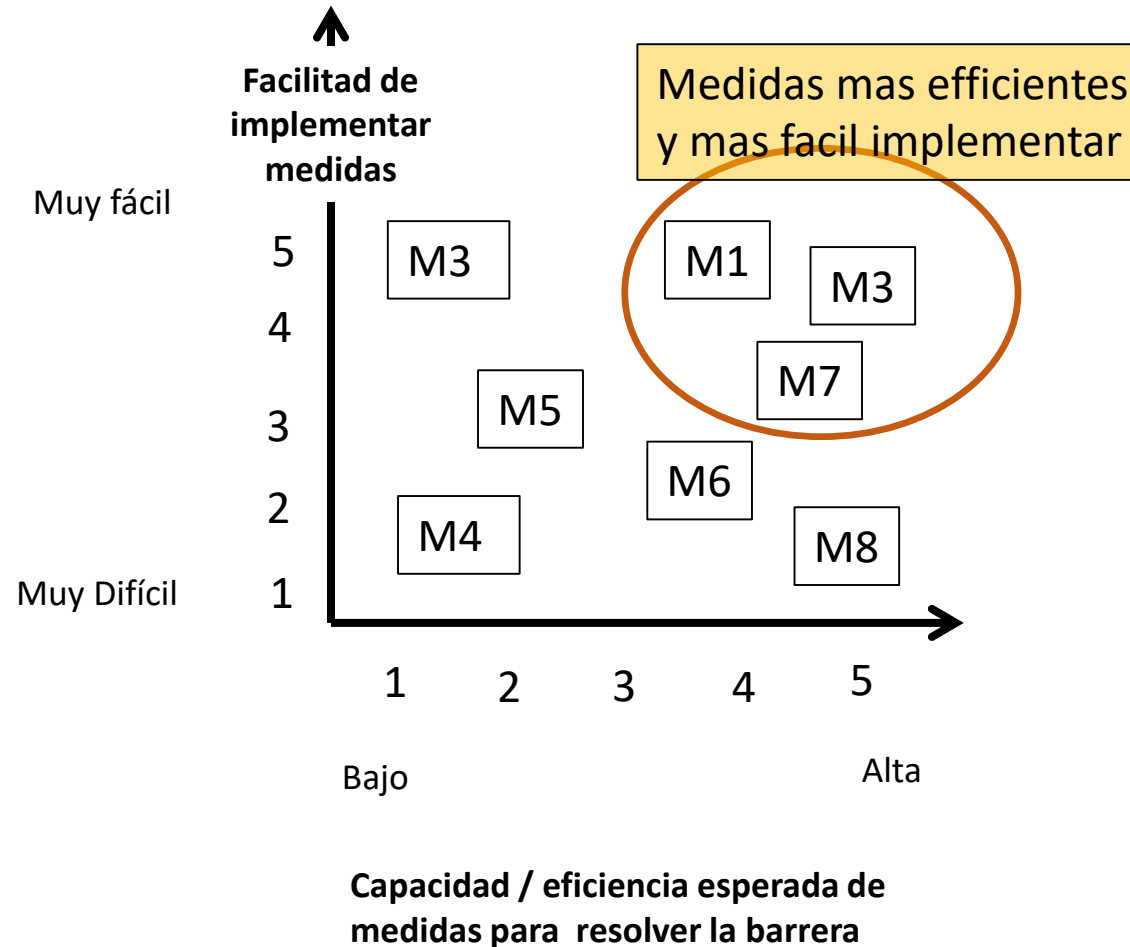 Facilitad de
implementar
medidas
Medidas mas efficientes
y mas facil implementar
Muy fácil
5
M3
M1
M3
4
M7
M5
3
M6
2
M4
M8
Muy Difícil
1
1
2
3
4
5
Bajo
Alta
Capacidad / eficiencia esperada de
medidas para resolver la barrera